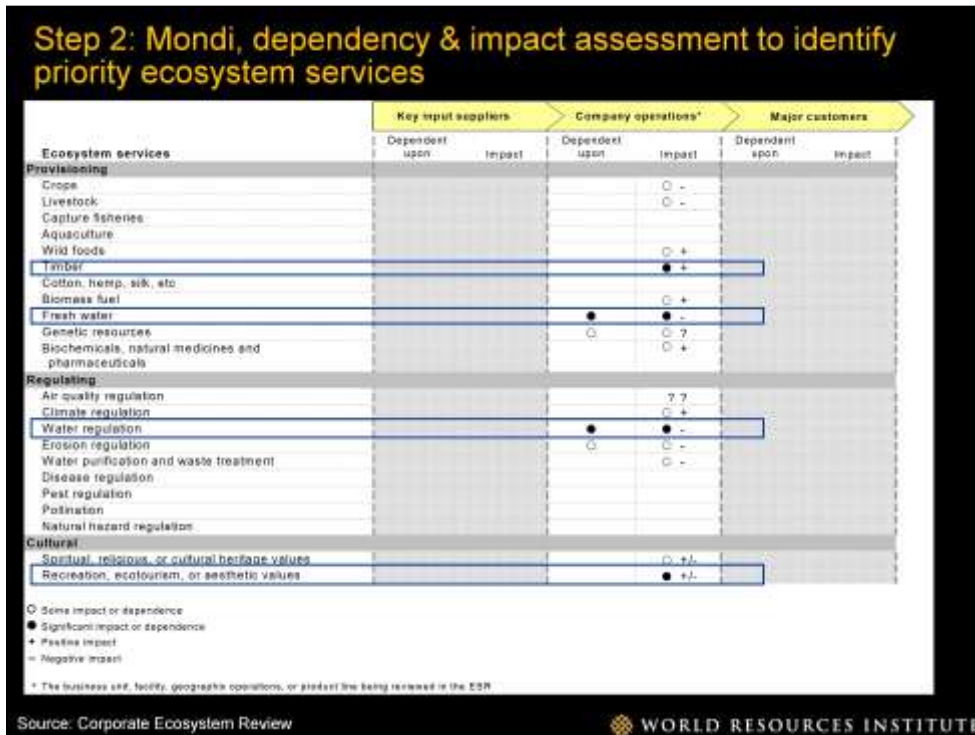 Step 2: Mondi, dependency & impact assessment to identify
priority ecosystem services
Key input suppliers Company operations* Major customers
Dependent Dependent Dependent
Ecosystem services upon Impact upon Impact upon Impact
Provisioning
Crops ○ -
Livestock ○ -
Capture fisheries
Aquaculture
Wild foods ○ +
Timber ● +
Cotton, hemp, silk, etc
Biomass fuel ○ +
Fresh water ● ● -
Genetic resources ○ ○ ?
Biochemicals, natural medicines and ○ +
pharmaceuticals
Regulating
Air quality regulation ? ?
Climate regulation ○ +
Water regulation ● ● -
Erosion regulation ○ ○ -
Water purification and waste treatment ○ -
Disease regulation
Pest regulation
Pollination
Natural hazard regulation
Cultural
Spiritual, religious, or cultural heritage values ○ +/-
Recreation, ecotourism, or aesthetic values ● +/-
○ Some impact or dependence
● Significant impact or dependence
+ Positive impact
– Negative impact
* The business unit, facility, geographic operations, or product line being reviewed in the ESR
Source: Corporate Ecosystem Review
WORLD RESOURCES INSTITUTE